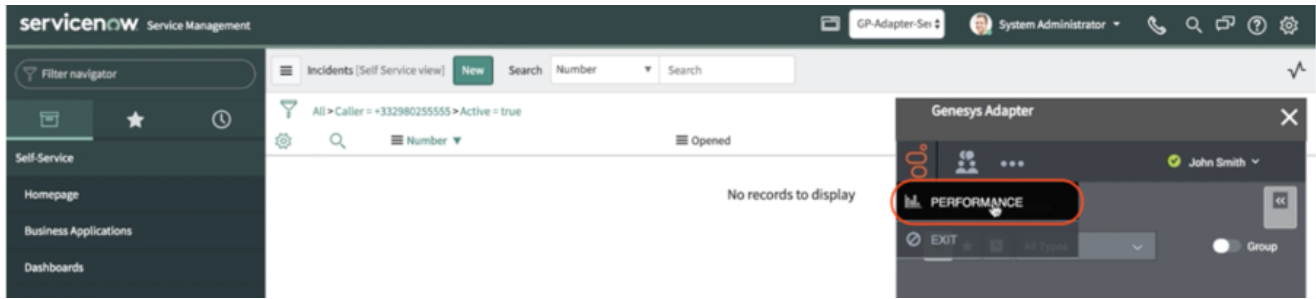 servicenow Service Management
GP-Adapter-Ser
System Administrator
Filter navigator
Incidents [Self Service view] New Search Number Search
All > Caller = +332980255555 > Active = true
Number Opened
Self-Service
Homepage
Business Applications
Dashboards
No records to display
Genesys Adapter
John Smith
PERFORMANCE
EXIT All Types Group